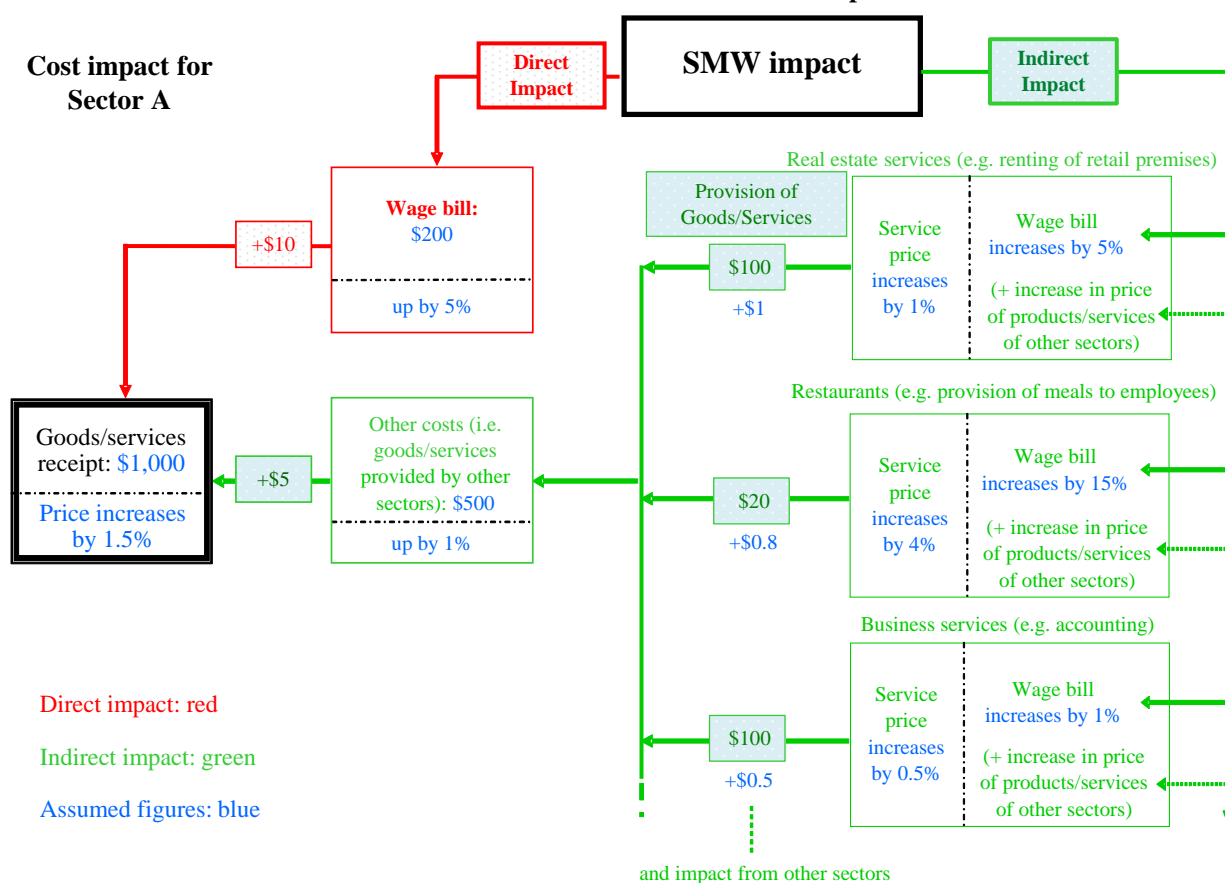 Cost impact for
Sector A
Direct
Impact
SMW impact
Indirect
Impact
Real estate services (e.g. renting of retail premises)
Provision of
Goods/Services
Wage bill:
$200
up by 5%
+$10
$100
+$1
Service
price
increases
by 1%
Wage bill
increases by 5%
(+ increase in price
of products/services
of other sectors)
Restaurants (e.g. provision of meals to employees)
Goods/services
receipt: $1,000
Price increases
by 1.5%
+$5
Other costs (i.e.
goods/services
provided by other
sectors): $500
up by 1%
$20
+$0.8
Service
price
increases
by 4%
Wage bill
increases by 15%
(+ increase in price
of products/services
of other sectors)
Business services (e.g. accounting)
$100
+$0.5
Service
price
increases
by 0.5%
Wage bill
increases by 1%
(+ increase in price
of products/services
of other sectors)
Direct impact: red
Indirect impact: green
Assumed figures: blue
and impact from other sectors